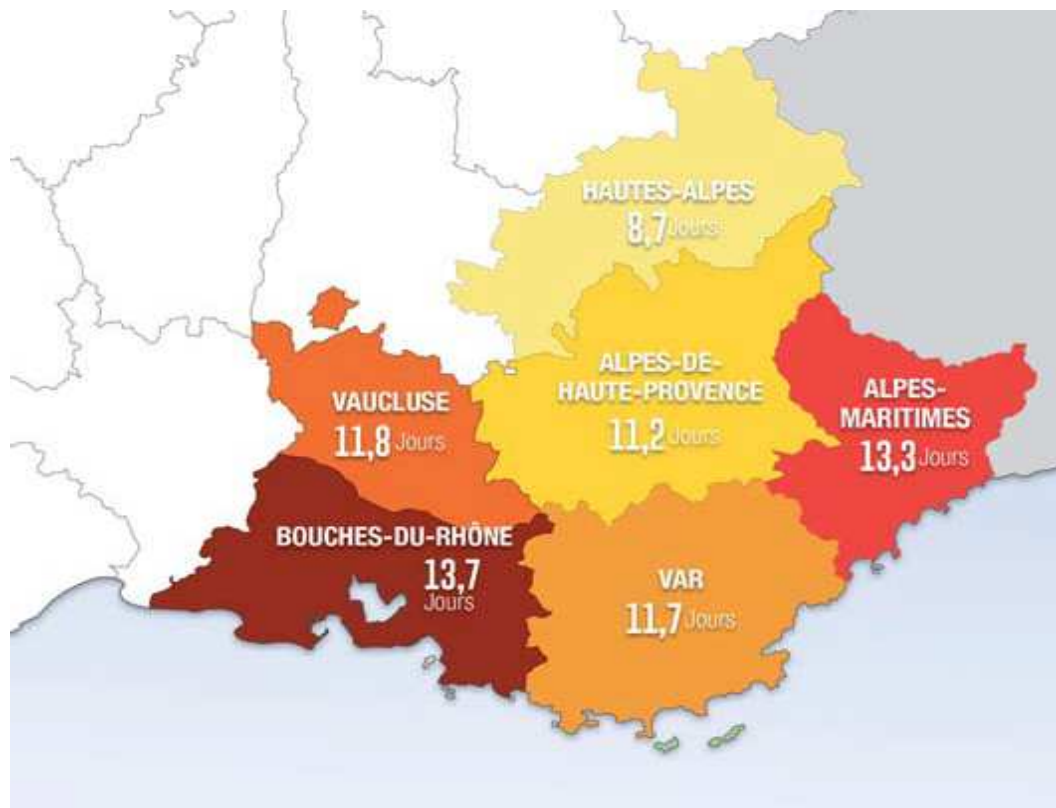 HAUTES-ALPES
8,7 Jours
ALPES-DE-
HAUTE-PROVENCE
11,2 Jours
ALPES-
MARITIMES
13,3 Jours
VAUCLUSE
11,8 Jours
BOUCHES-DU-RHÔNE
13,7
Jours
VAR
11,7 Jours